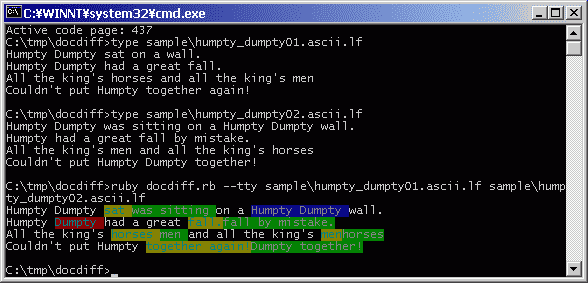 C:¥WINNT¥system32¥cmd.exe
Active code page: 437
C:\tmp\docdiff>type sample\humpty_dumpty01.ascii.lf
Humpty Dumpty sat on a wall.
Humpty Dumpty had a great fall.
All the king's horses and all the king's men
Couldn't put Humpty together again!
C:\tmp\docdiff>type sample\humpty_dumpty02.ascii.lf
Humpty Dumpty was sitting on a Humpty Dumpty wall.
Humpty had a great fall by mistake.
All the king's men and all the king's horses
Couldn't put Humpty Dumpty together!
C:\tmp\docdiff>ruby docdiff.rb --tty sample\humpty_dumpty01.ascii.lf sample\hump
ty_dumpty02.ascii.lf
Humpty Dumpty sat was sitting on a Humpty Dumpty wall.
Humpty Dumpty had a great fall.fall by mistake.
All the king's horses men and all the king's menhorses
Couldn't put Humpty together again!Dumpty together!
C:\tmp\docdiff>